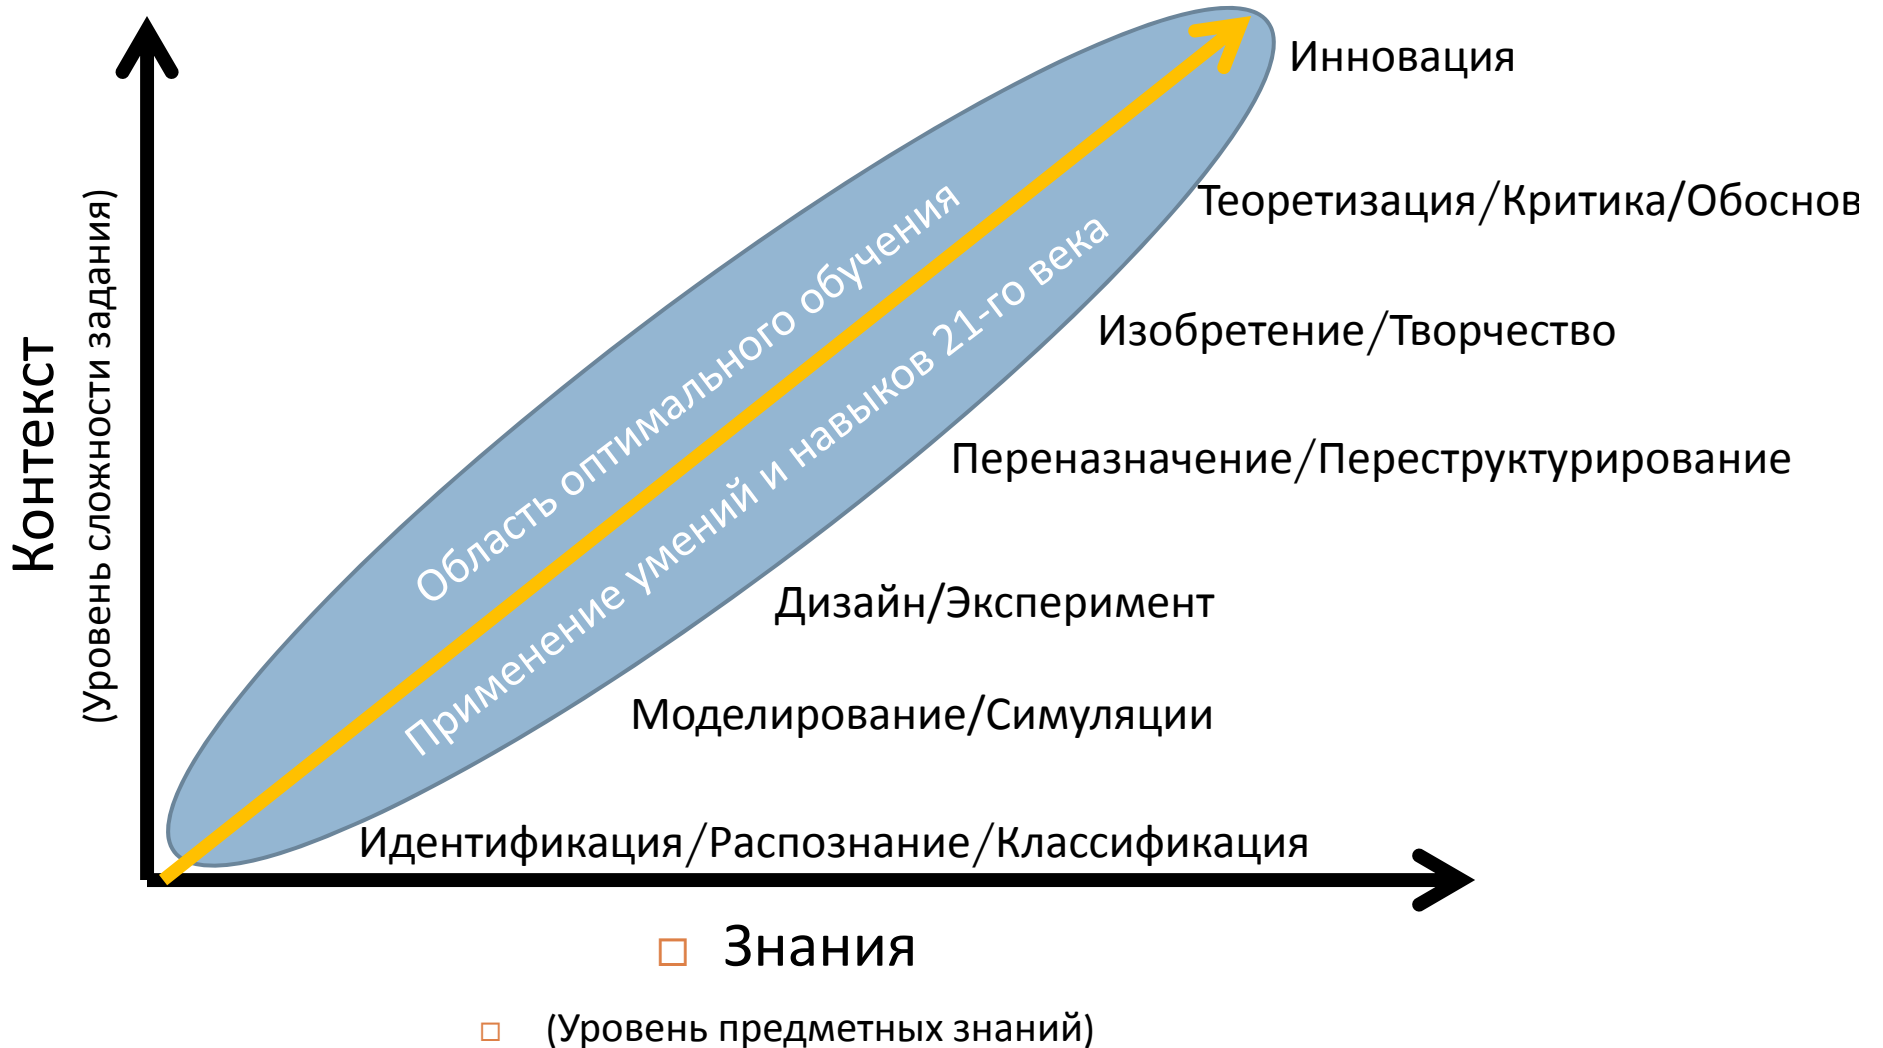 Инновация
Теоретизация/Критика/Обоснов
Область оптимального обучения
Применение умений и навыков 21-го века
Изобретение/Творчество
Переназначение/Переструктурирование
Контекст
(Уровень сложности задания)
Дизайн/Эксперимент
Моделирование/Симуляции
Идентификация/Распознание/Классификация
Знания
(Уровень предметных знаний)